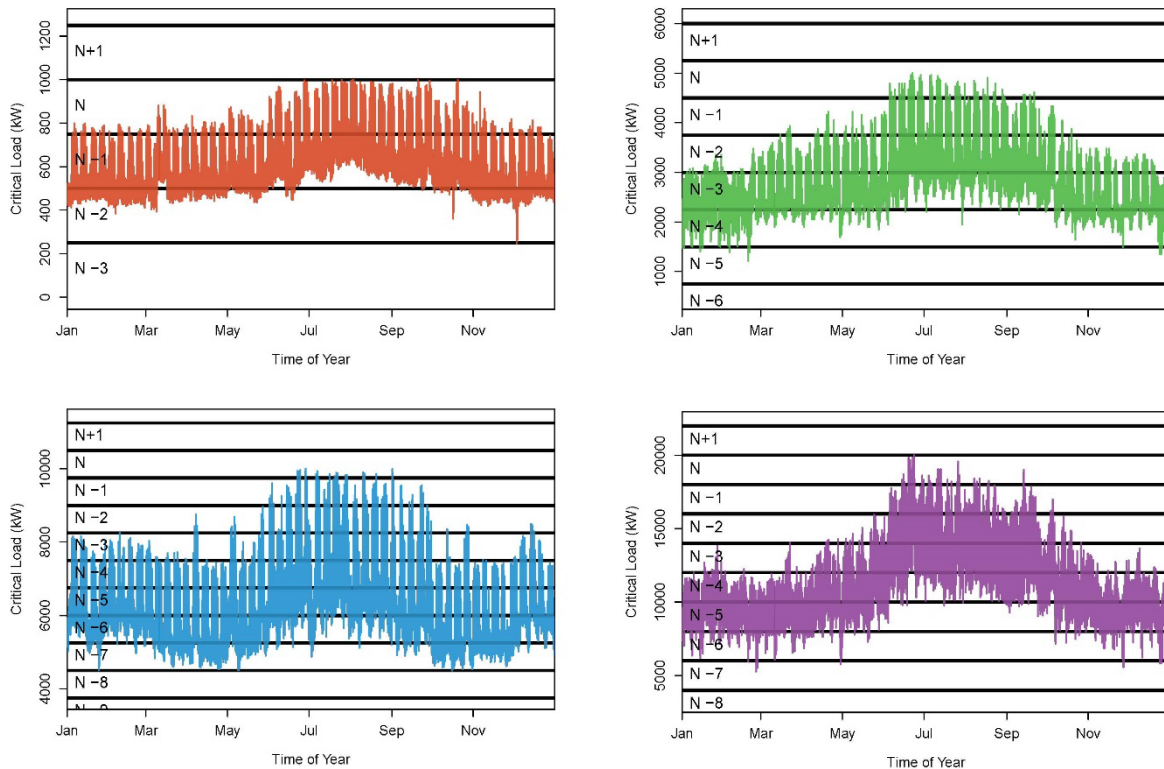 Critical Load (kW)
1200
1000
800
600
400
200
0
N+1
N
N −1
N −2
N −3
Jan Mar May Jul Sep Nov
Time of Year
Critical Load (kW)
6000
5000
4000
3000
2000
1000
N+1
N
N −1
N −2
N −3
N −4
N −5
N −6
Jan Mar May Jul Sep Nov
Time of Year
Critical Load (kW)
10000
8000
6000
4000
N+1
N
N −1
N −2
N −3
N −4
N −5
N −6
N −7
N −8
N −9
Jan Mar May Jul Sep Nov
Time of Year
Critical Load (kW)
20000
15000
10000
5000
N+1
N
N −1
N −2
N −3
N −4
N −5
N −6
N −7
N −8
Jan Mar May Jul Sep Nov
Time of Year